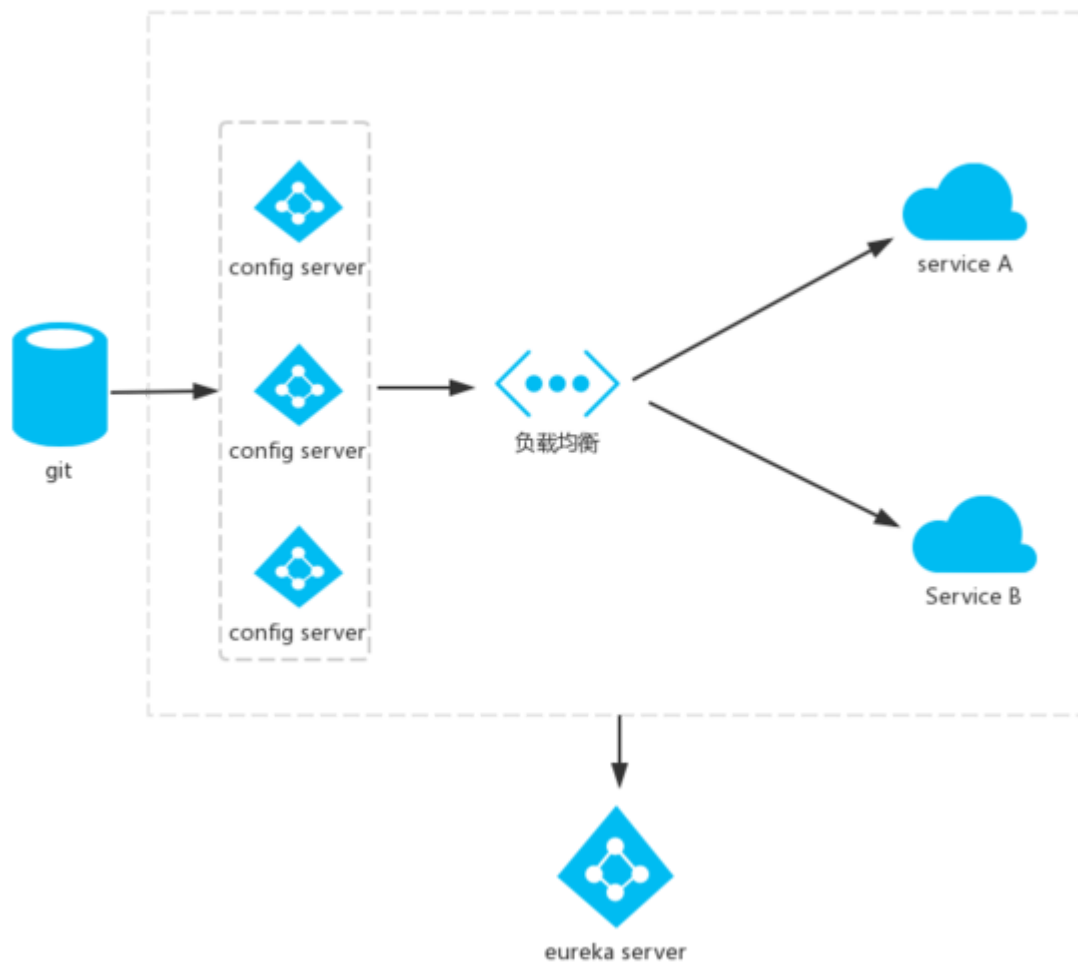 config server
service A
config server
负载均衡
git
Service B
config server
eureka server